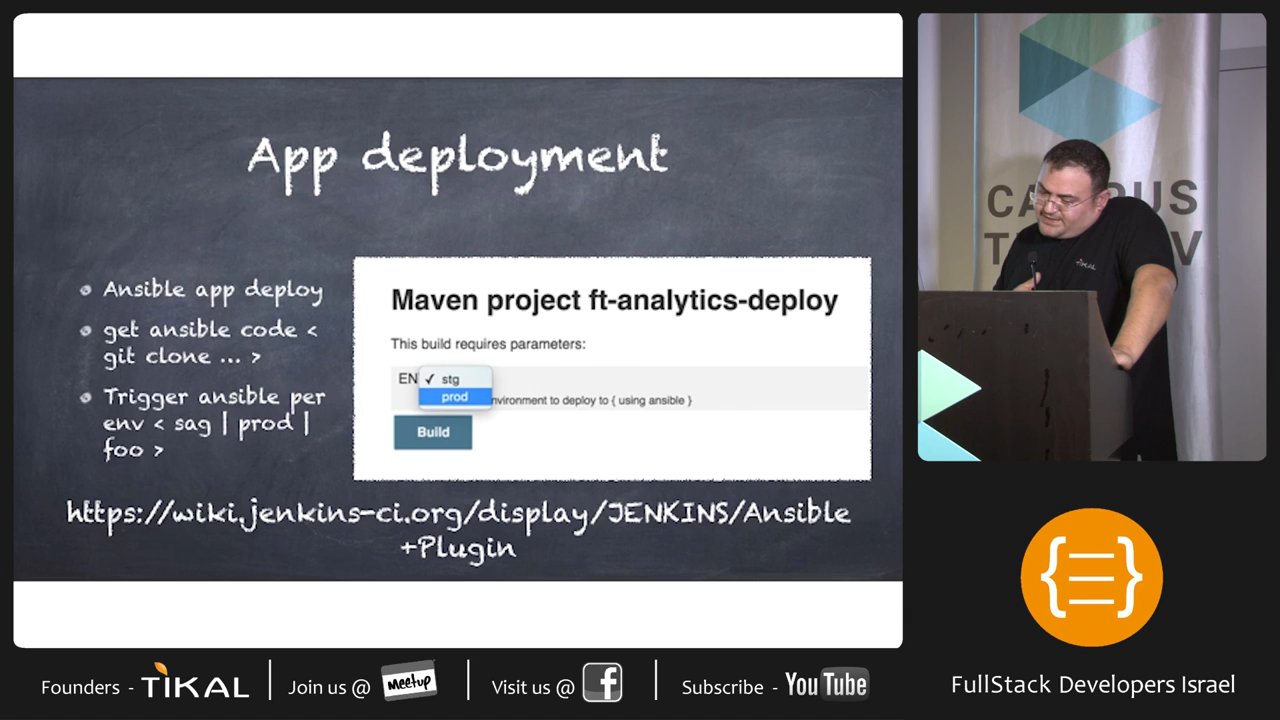 App deployment
Ansible app deploy
get ansible code <
git clone ... >
Trigger ansible per
env < sag | prod |
foo >
Maven project ft-analytics-deploy
This build requires parameters:
EN
✓ stg
prod
nvironment to deploy to { using ansible }
Build
https://wiki.jenkins-ci.org/display/JENKINS/Ansible
+Plugin
TIKAL
Founders - TIKAL
Join us @ meetup
Visit us @ f
Subscribe - YouTube
{≡}
FullStack Developers Israel